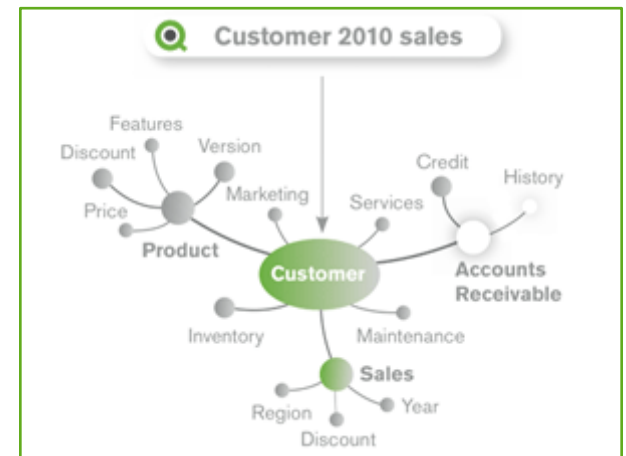 Customer 2010 sales
Features
Discount
Version
Credit
History
Marketing
Services
Price
Product
Customer
Accounts
Receivable
Inventory
Maintenance
Sales
Region
Year
Discount